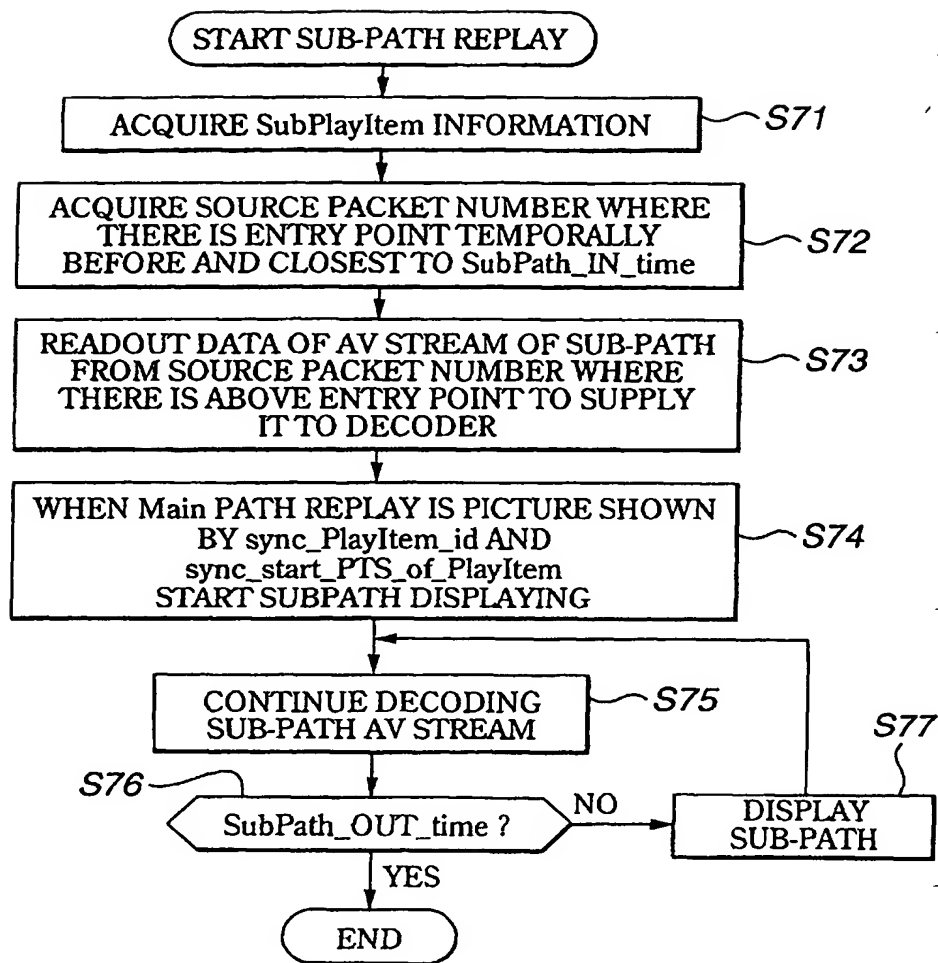 START SUB-PATH REPLAY
ACQUIRE SubPlayItem INFORMATION
S71
ACQUIRE SOURCE PACKET NUMBER WHERE
THERE IS ENTRY POINT TEMPORALLY
BEFORE AND CLOSEST TO SubPath_IN_time
S72
READOUT DATA OF AV STREAM OF SUB-PATH
FROM SOURCE PACKET NUMBER WHERE
THERE IS ABOVE ENTRY POINT TO SUPPLY
IT TO DECODER
S73
WHEN Main PATH REPLAY IS PICTURE SHOWN
BY sync_PlayItem_id AND
sync_start_PTS_of_PlayItem
START SUBPATH DISPLAYING
S74
CONTINUE DECODING
SUB-PATH AV STREAM
S75
S76
SubPath_OUT_time ?
NO
DISPLAY
SUB-PATH
S77
YES
END